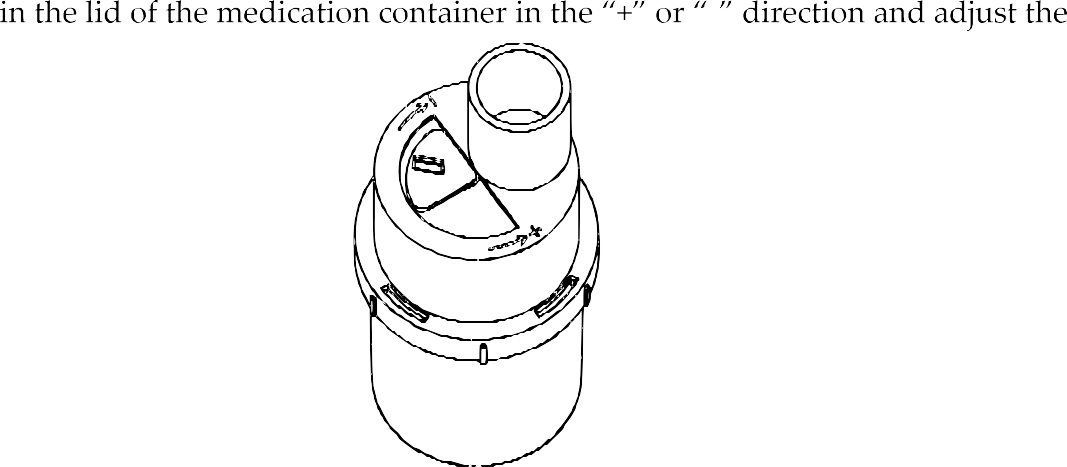 in the lid of the medication container in the “+” or “ ” direction and adjust the
+